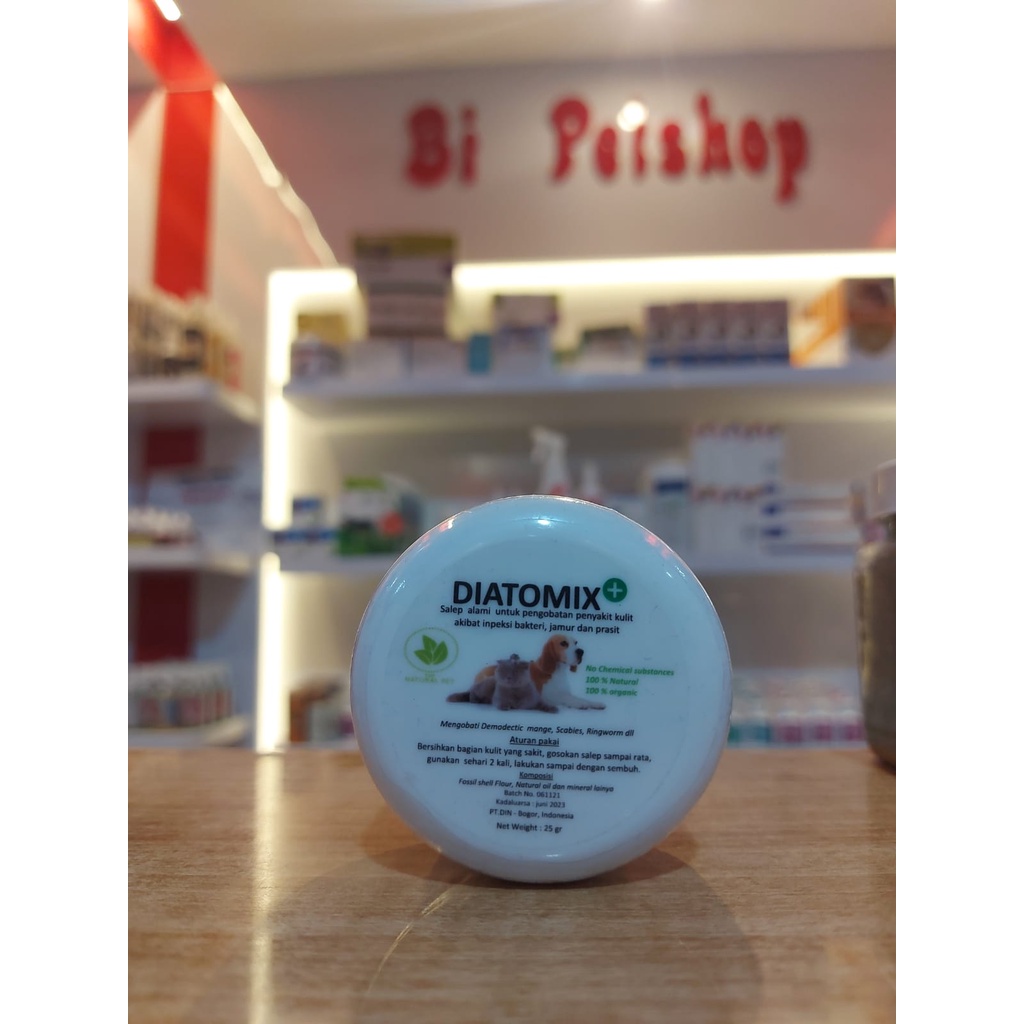 Bi Petshop
DIATOMIX+
Salep alami untuk pengobatan penyakit kulit
akibat inpeksi bakteri, jamur dan prasit
No Chemical substances
100 % Natural
100 % organic
NATURAL PET
Mengobati Demodectic mange, Scabies, Ringworm dll
Aturan pakai
Bersihkan bagian kulit yang sakit, gosokan salep sampai rata,
gunakan sehari 2 kali, lakukan sampai dengan sembuh.
Komposisi
Fossil shell Flour, Natural oil dan mineral lainya
Batch No. 061121
Kadaluarsa : juni 2023
PT.DIN - Bogor, Indonesia
Net Weight : 25 gr